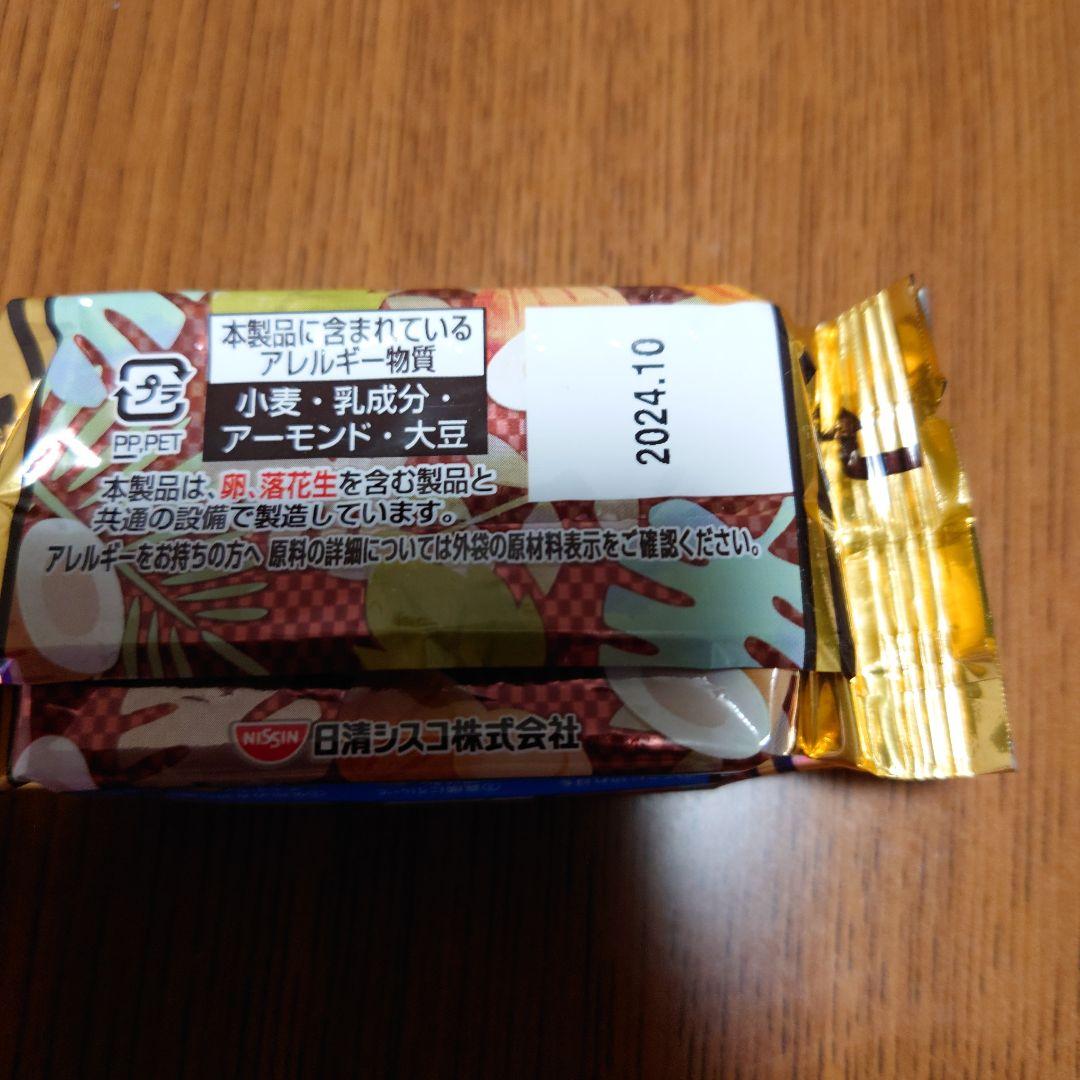 本製品に含まれている
アレルギー物質
小麦・乳成分・
アーモンド・大豆
プラ
PP,PET
2024.10
本製品は、卵、落花生を含む製品と
共通の設備で製造しています。
アレルギーをお持ちの方へ 原料の詳細については外袋の原材料表示をご確認ください。
NISSIN 日清シスコ株式会社